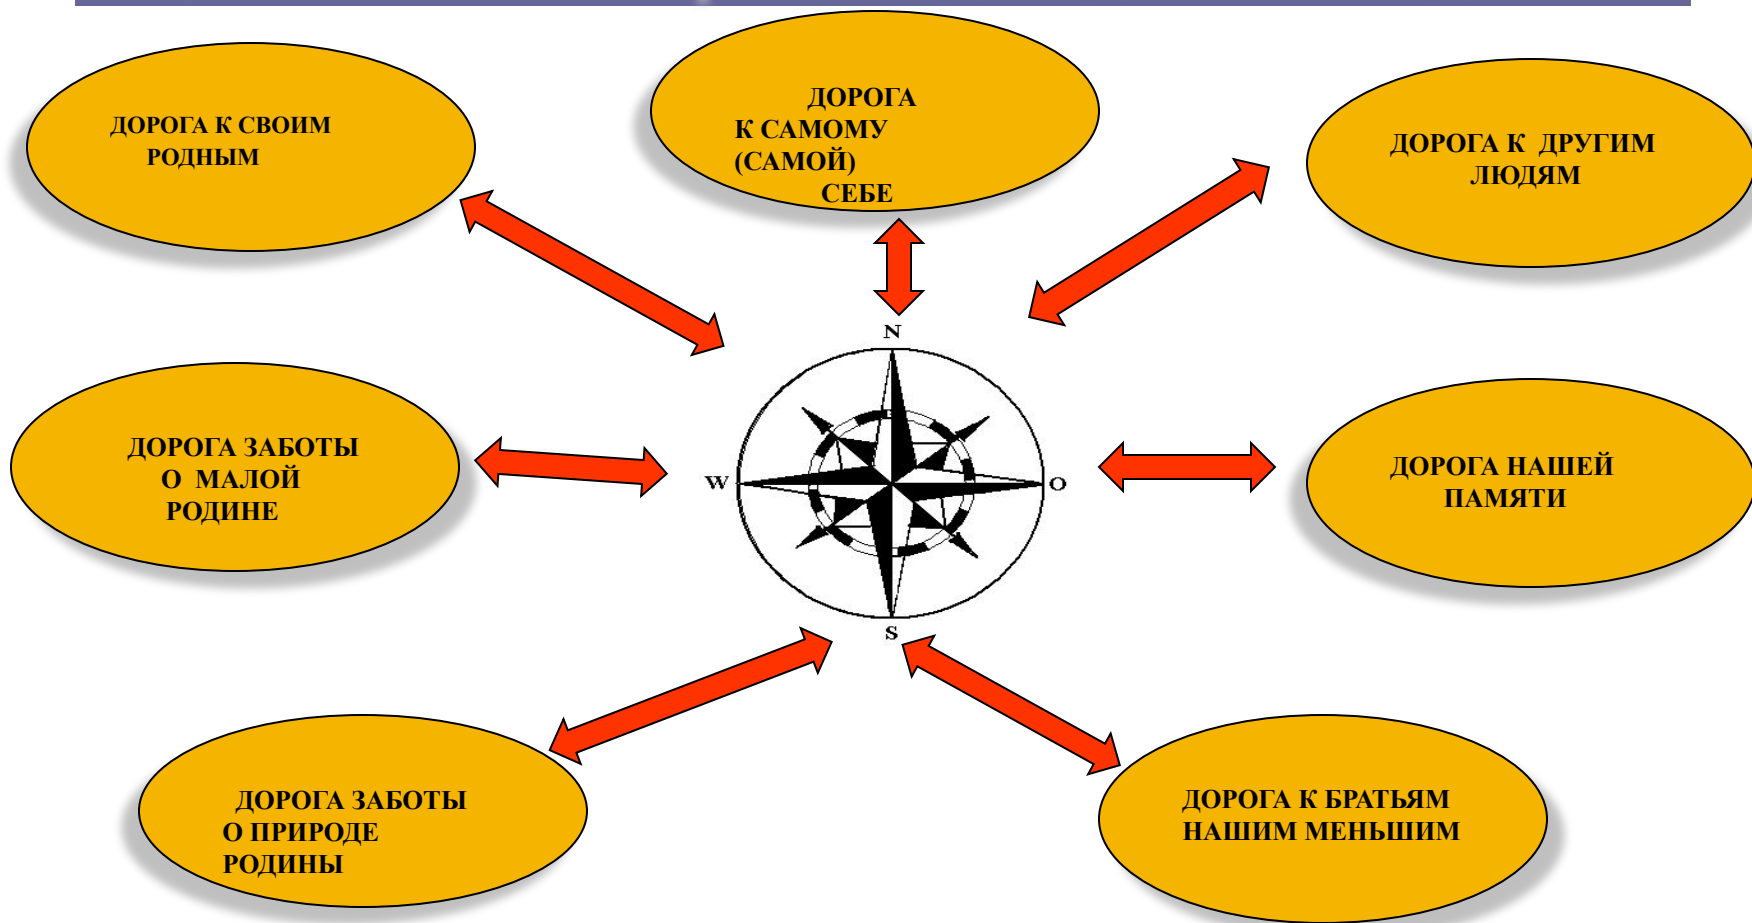 ДОРОГА К СВОИМ
РОДНЫМ
ДОРОГА
К САМОМУ
(САМОЙ)
СЕБЕ
ДОРОГА К ДРУГИМ
ЛЮДЯМ
ДОРОГА ЗАБОТЫ
О МАЛОЙ
РОДИНЕ
N
W
O
S
ДОРОГА НАШЕЙ
ПАМЯТИ
ДОРОГА ЗАБОТЫ
О ПРИРОДЕ
РОДИНЫ
ДОРОГА К БРАТЬЯМ
НАШИМ МЕНЬШИМ